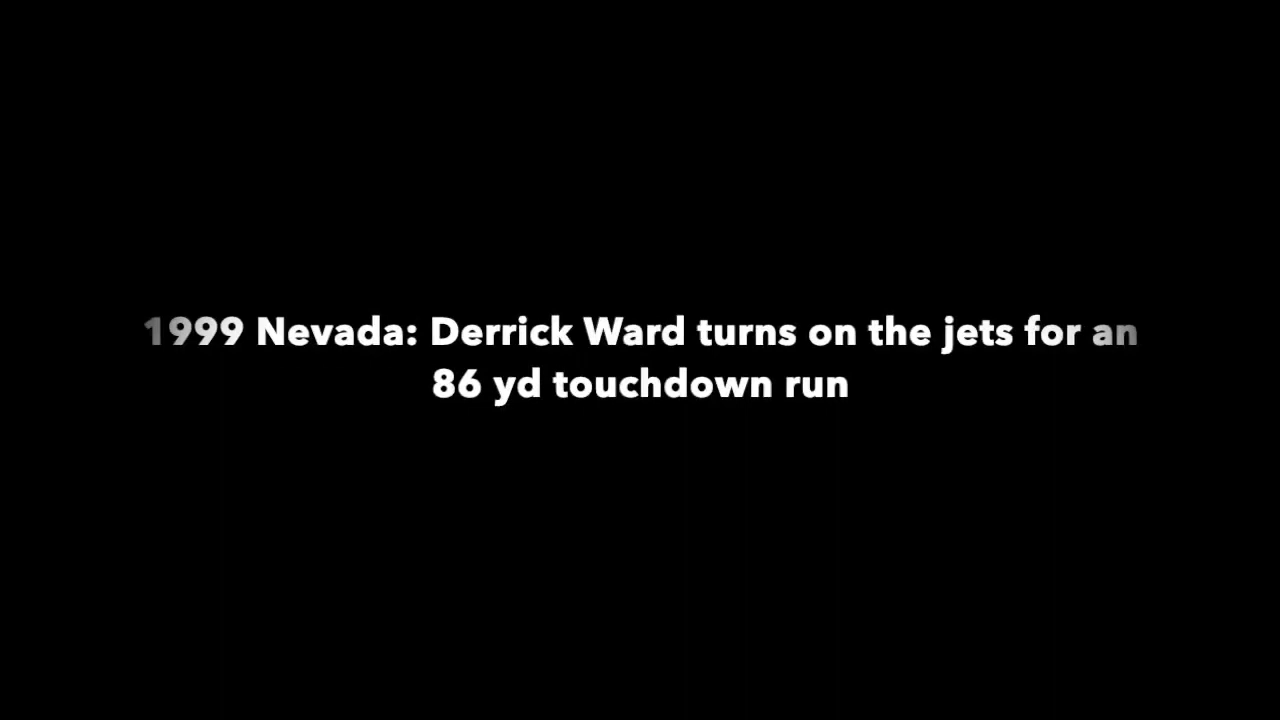 1999 Nevada: Derrick Ward turns on the jets for an
86 yd touchdown run